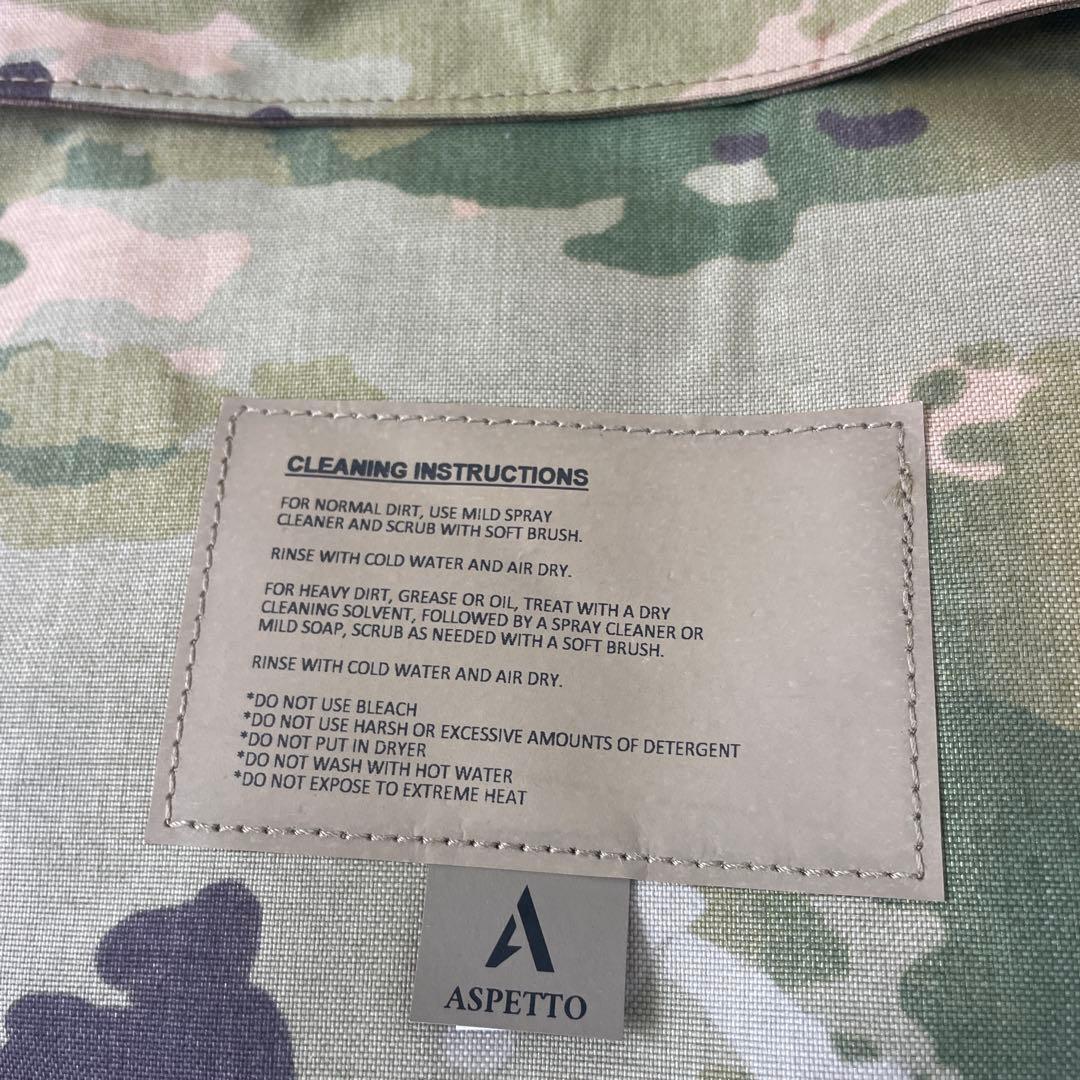 CLEANING INSTRUCTIONS
FOR NORMAL DIRT, USE MILD SPRAY
CLEANER AND SCRUB WITH SOFT BRUSH.
RINSE WITH COLD WATER AND AIR DRY.
FOR HEAVY DIRT, GREASE OR OIL, TREAT WITH A DRY
CLEANING SOLVENT, FOLLOWED BY A SPRAY CLEANER OR
MILD SOAP, SCRUB AS NEEDED WITH A SOFT BRUSH.
RINSE WITH COLD WATER AND AIR DRY.
*DO NOT USE BLEACH
*DO NOT USE HARSH OR EXCESSIVE AMOUNTS OF DETERGENT
*DO NOT PUT IN DRYER
*DO NOT WASH WITH HOT WATER
*DO NOT EXPOSE TO EXTREME HEAT
ASPETTO